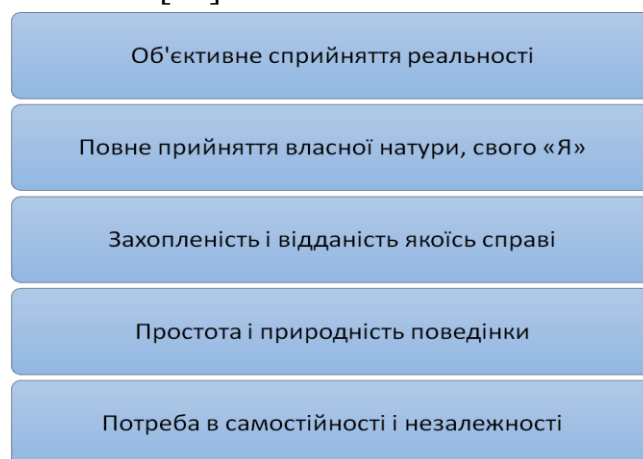 Об'єктивне сприйняття реальності
Повне прийняття власної натури, свого «Я»
Захопленість і відданість якоїсь справі
Простота і природність поведінки
Потреба в самостійності і незалежності